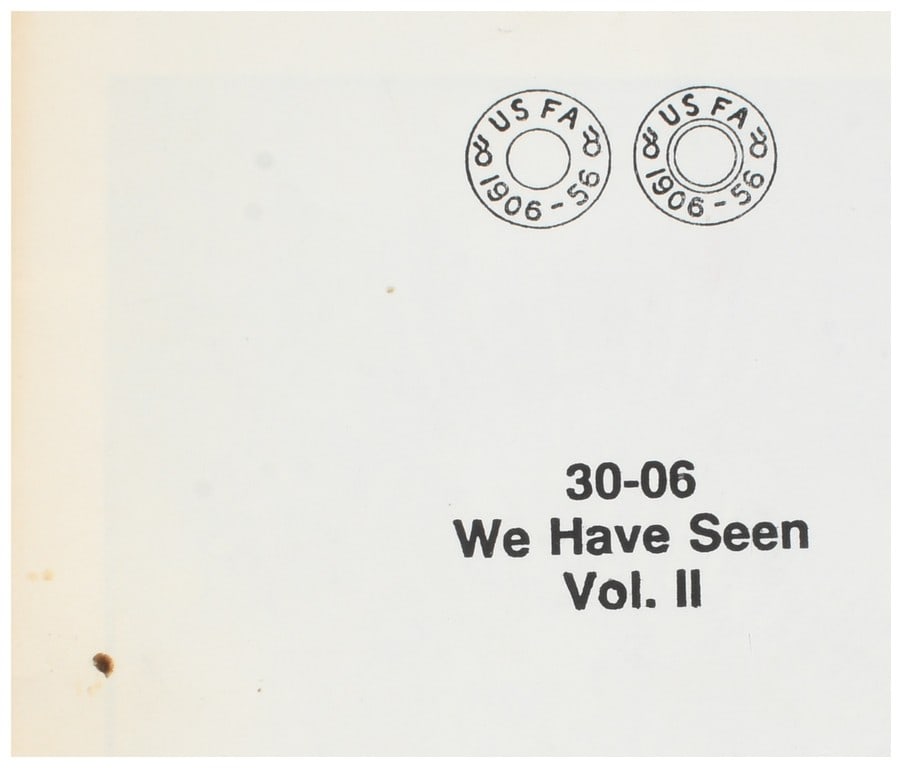 US FA US FA
1906-56 1906-56
30-06
We Have Seen
Vol. II